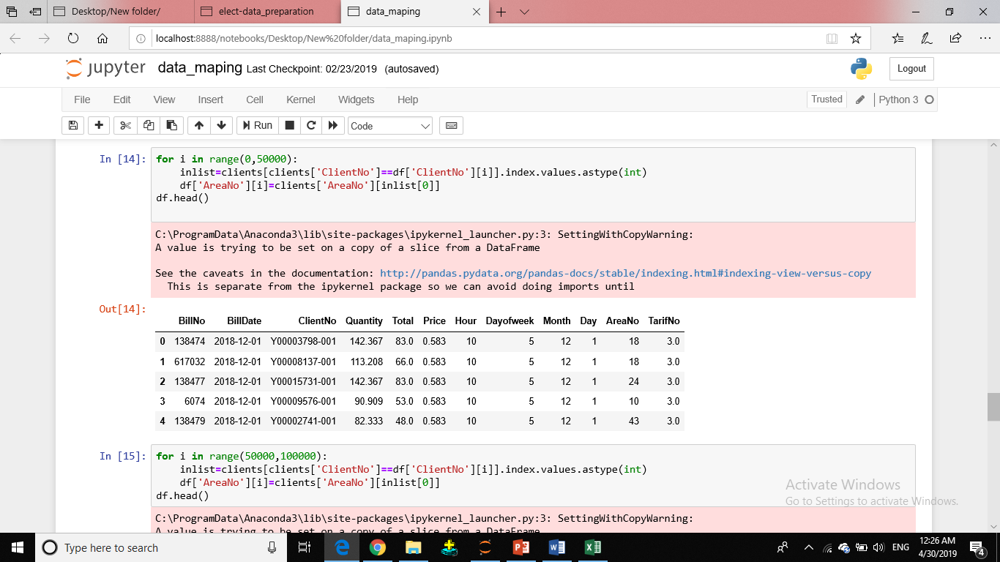 Desktop/New folder/ elect-data_preparation data_maping
localhost:8888/notebooks/Desktop/New%20folder/data_maping.ipynb
jupyter data_maping Last Checkpoint: 02/23/2019 (autosaved) Logout
File Edit View Insert Cell Kernel Widgets Help Trusted Python 3
Run Code
In [14]: for i in range(0,50000):
    inlist=clients[clients['ClientNo']==df['ClientNo'][i]].index.values.astype(int)
    df['AreaNo'][i]=clients['AreaNo'][inlist[0]]
df.head()
C:\ProgramData\Anaconda3\lib\site-packages\ipykernel_launcher.py:3: SettingWithCopyWarning:
A value is trying to be set on a copy of a slice from a DataFrame
See the caveats in the documentation: http://pandas.pydata.org/pandas-docs/stable/indexing.html#indexing-view-versus-copy
  This is separate from the ipykernel package so we can avoid doing imports until
Out[14]:
BillNo BillDate ClientNo Quantity Total Price Hour Dayofweek Month Day AreaNo TarifNo
0 138474 2018-12-01 Y00003798-001 142.367 83.0 0.583 10 5 12 1 18 3.0
1 617032 2018-12-01 Y00008137-001 113.208 66.0 0.583 10 5 12 1 18 3.0
2 138477 2018-12-01 Y00015731-001 142.367 83.0 0.583 10 5 12 1 24 3.0
3 6074 2018-12-01 Y00009576-001 90.909 53.0 0.583 10 5 12 1 10 3.0
4 138479 2018-12-01 Y00002741-001 82.333 48.0 0.583 10 5 12 1 43 3.0
In [15]: for i in range(50000,100000):
    inlist=clients[clients['ClientNo']==df['ClientNo'][i]].index.values.astype(int)
    df['AreaNo'][i]=clients['AreaNo'][inlist[0]]
df.head()
Activate Windows
Go to Settings to activate Windows.
C:\ProgramData\Anaconda3\lib\site-packages\ipykernel_launcher.py:3: SettingWithCopyWarning:
A value is trying to be set on a copy of a slice from a DataFrame
Type here to search ENG 12:26 AM
4/30/2019 4